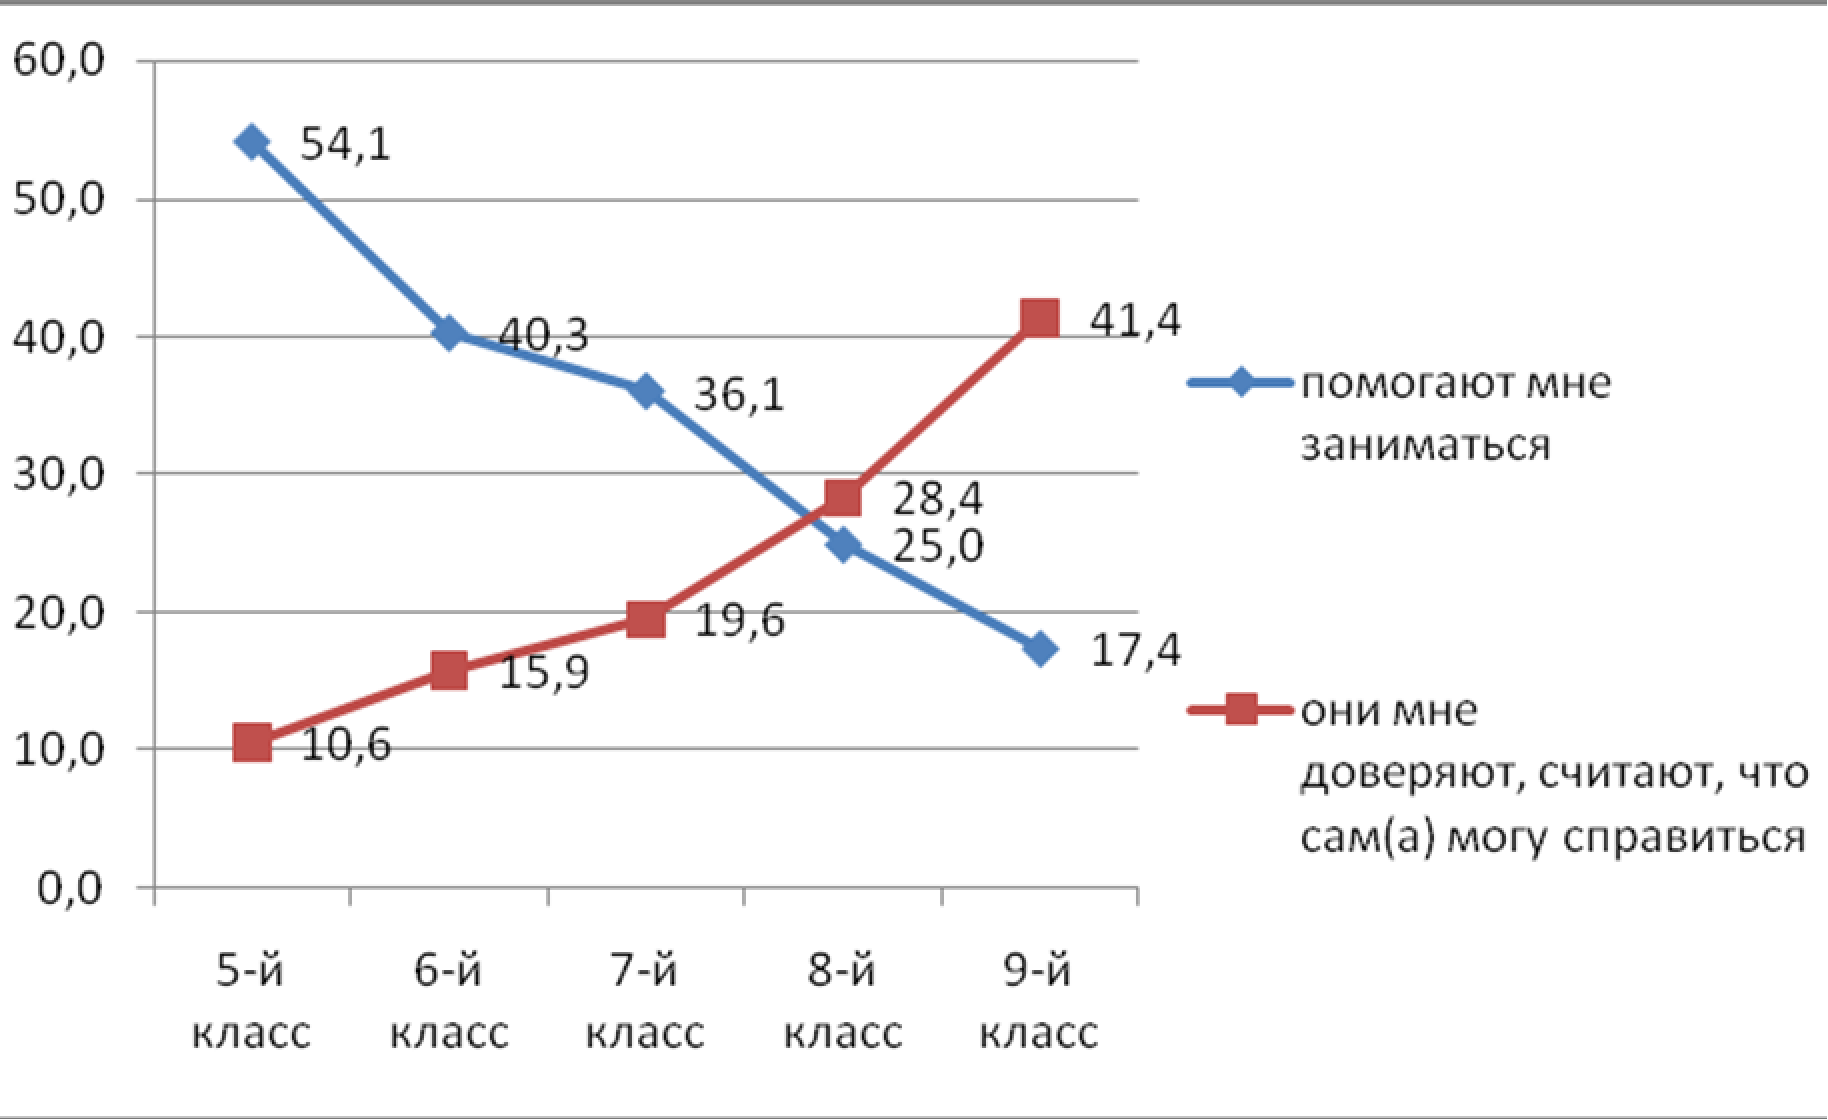 60,0
50,0
40,0
30,0
20,0
10,0
0,0
54,1
40,3
36,1
25,0
17,4
10,6
15,9
19,6
28,4
41,4
5-й
класс
6-й
класс
7-й
класс
8-й
класс
9-й
класс
помогают мне
заниматься
они мне
доверяют, считают, что
сам(а) могу справиться